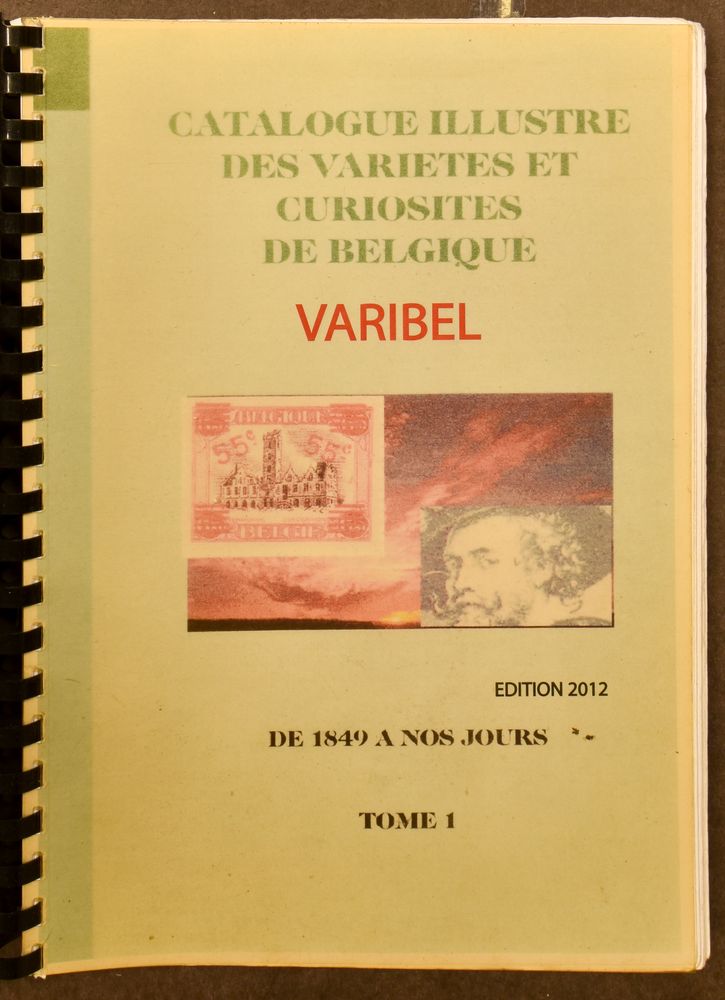 CATALOGUE ILLUSTRE
DES VARIETES ET
CURIOSITES
DE BELGIQUE
VARIBEL
BELGIQUE
55c 55c
BELGIE
EDITION 2012
DE 1849 A NOS JOURS
TOME 1